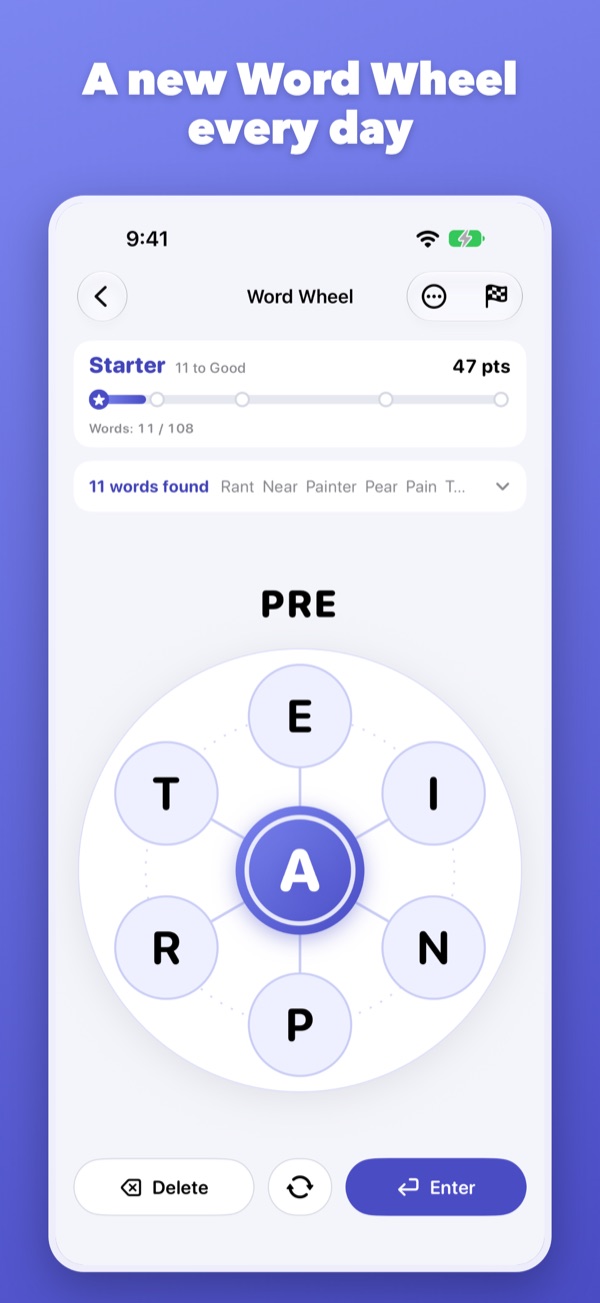 A new Word Wheel
every day
9:41
Word Wheel
Starter 11 to Good 47 pts
Words: 11 / 108
11 words found Rant Near Painter Pear Pain T...
PRE
E
T I
A
R N
P
Delete Enter